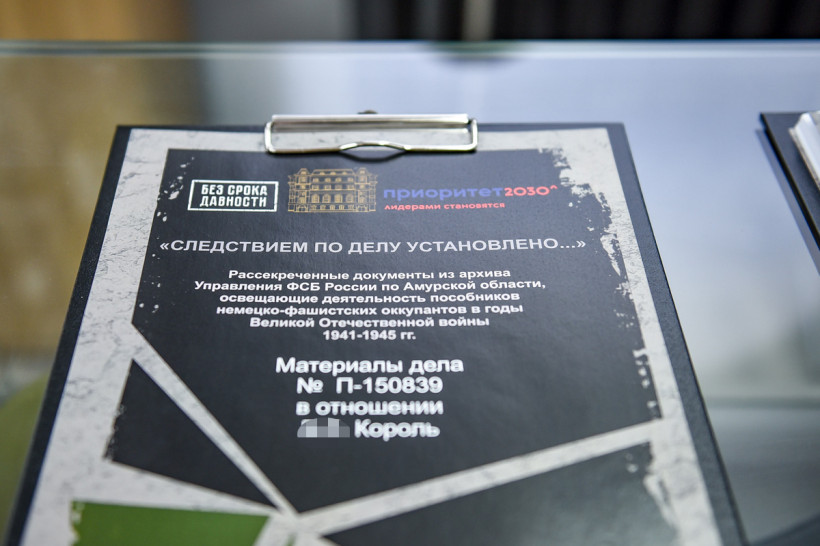 БЕЗ СРОКА
ДАВНОСТИ
приоритет2030^
лидерами становятся
«СЛЕДСТВИЕМ ПО ДЕЛУ УСТАНОВЛЕНО...»
Рассекреченные документы из архива
Управления ФСБ России по Амурской области,
освещающие деятельность пособников
немецко-фашистских оккупантов в годы
Великой Отечественной войны
1941-1945 гг.
Материалы дела
№ П-150839
в отношении
Король